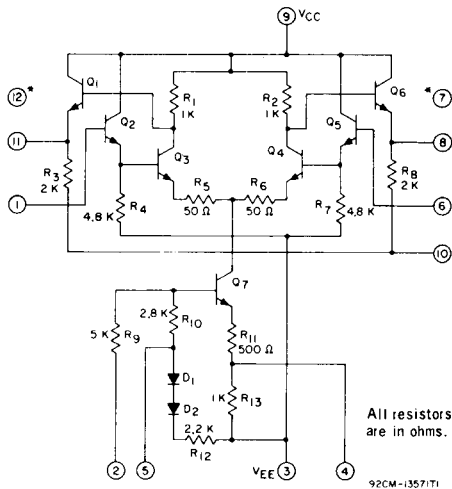 9 VCC
12*
Q1
R1
1K
R2
1K
Q6
*7
Q2
Q5
11
Q3
Q4
8
R3
2K
R5
50 Ω
R6
50 Ω
R8
2K
1
R4
4.8 K
R7
4.8 K
6
10
Q7
2.8 K
R10
5 K
R9
R11
500 Ω
D1
D2
1K
R13
2.2 K
R12
All resistors
are in ohms.
2
5
VEE 3
4
92CM-13571T1